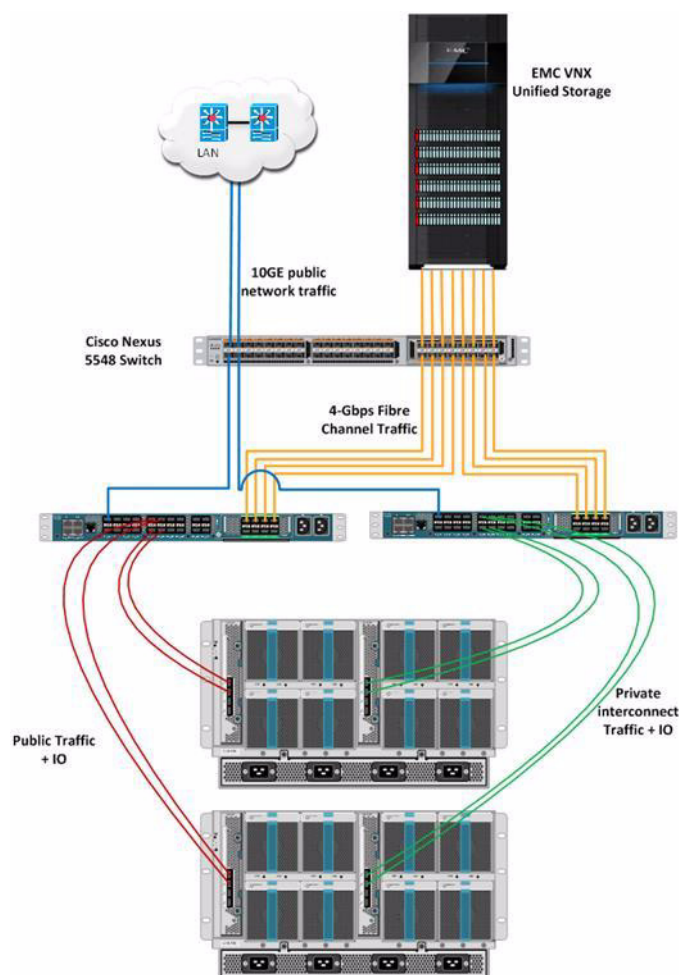 EMC VNX
Unified Storage
EMC
LAN
10GE public
network traffic
Cisco Nexus
5548 Switch
4-Gbps Fibre
Channel Traffic
Private
interconnect
Traffic + IO
Public Traffic
+ IO